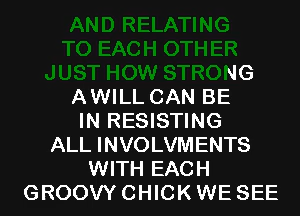 AND RELATING
TO EACH OTHER
JUST HOW STRONG
A WILL CAN BE
IN RESISTING
ALL INVOLVMENTS
WITH EACH
GROOVY CHICK WE SEE